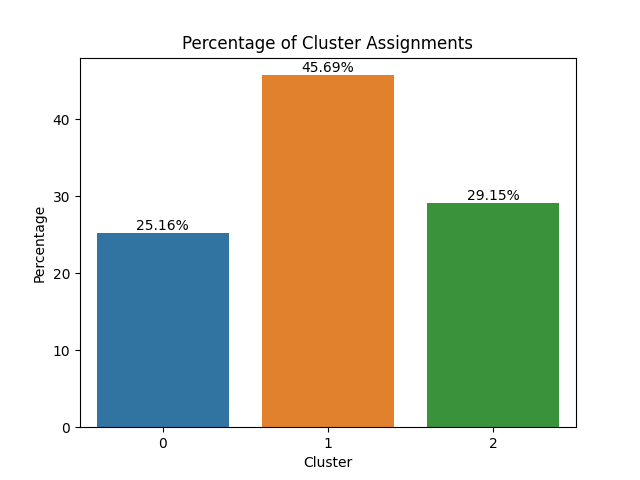 Percentage of Cluster Assignments
45.69%
29.15%
25.16%
Percentage
40
30
20
10
0
0 1 2
Cluster